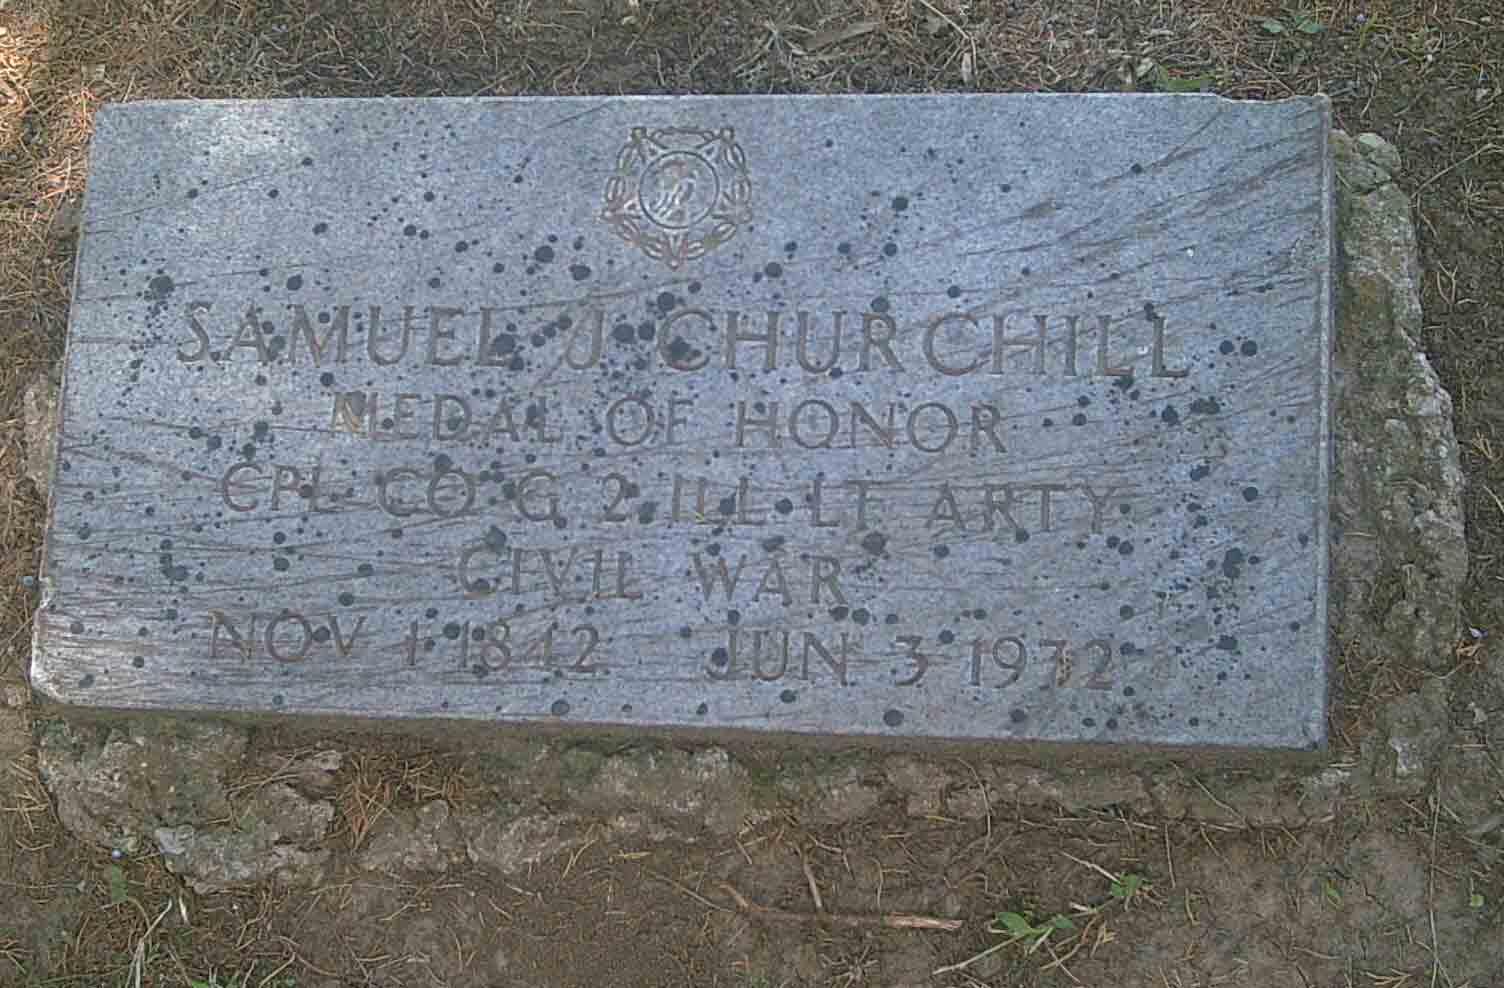 SAMUEL J CHURCHILL
MEDAL OF HONOR
CPL CO G 2 ILL LT ARTY
CIVIL WAR
NOV 1 1842 JUN 3 1932